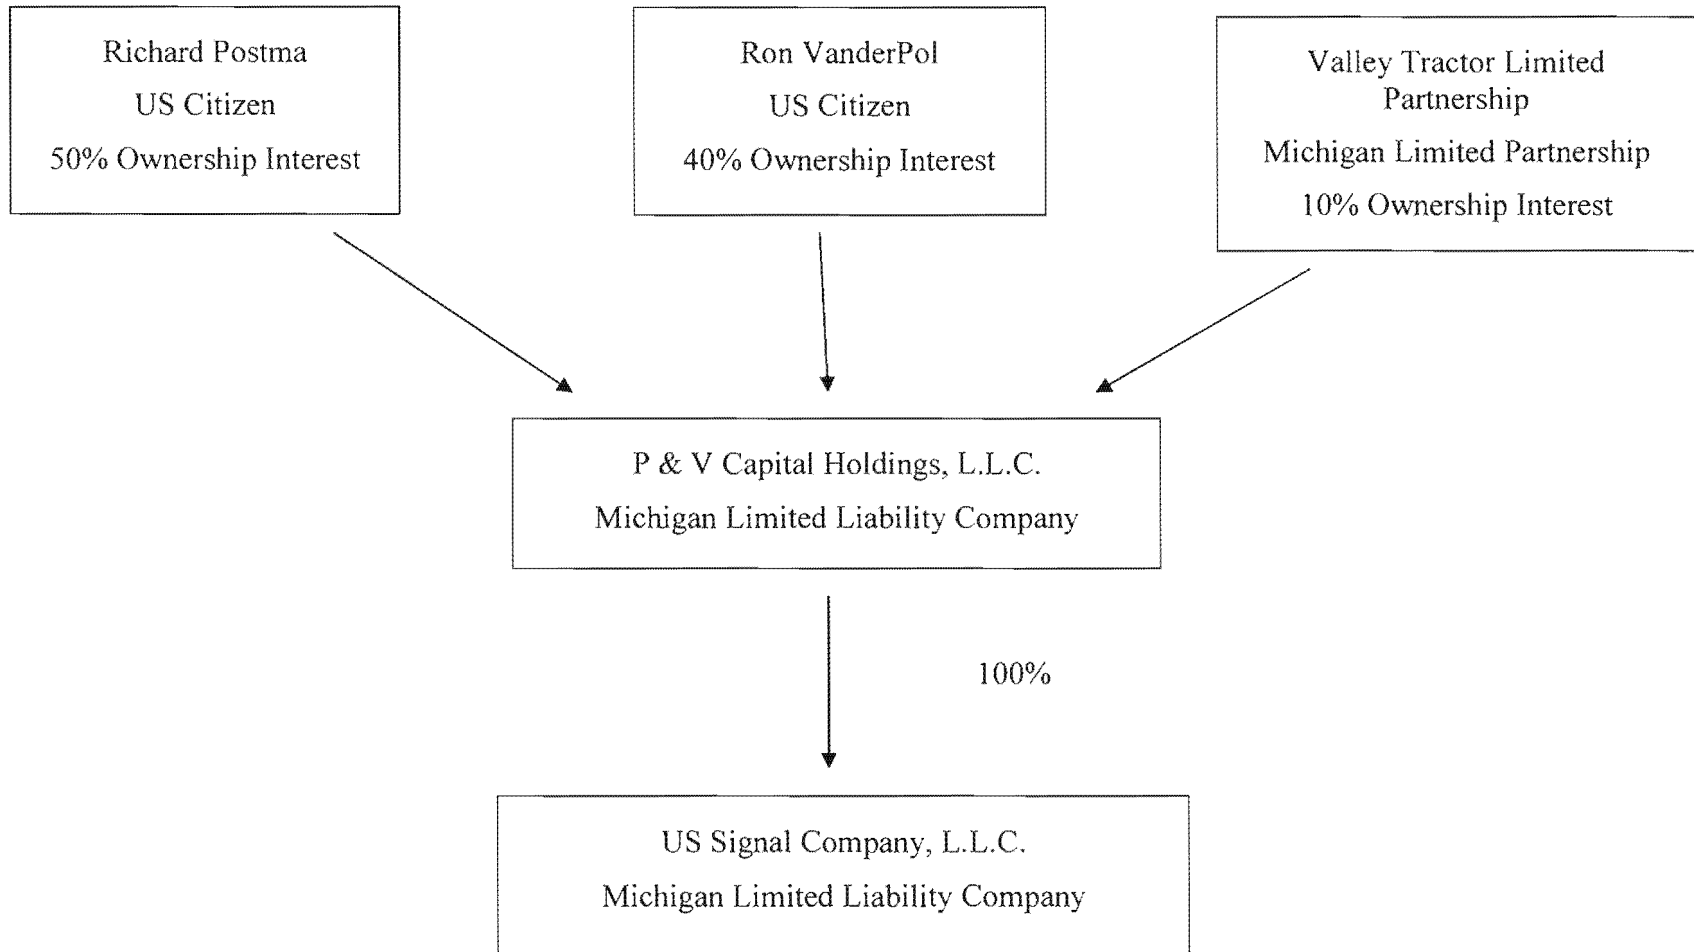 Richard Postma
US Citizen
50% Ownership Interest
Ron VanderPol
US Citizen
40% Ownership Interest
Valley Tractor Limited
Partnership
Michigan Limited Partnership
10% Ownership Interest
P & V Capital Holdings, L.L.C.
Michigan Limited Liability Company
100%
US Signal Company, L.L.C.
Michigan Limited Liability Company